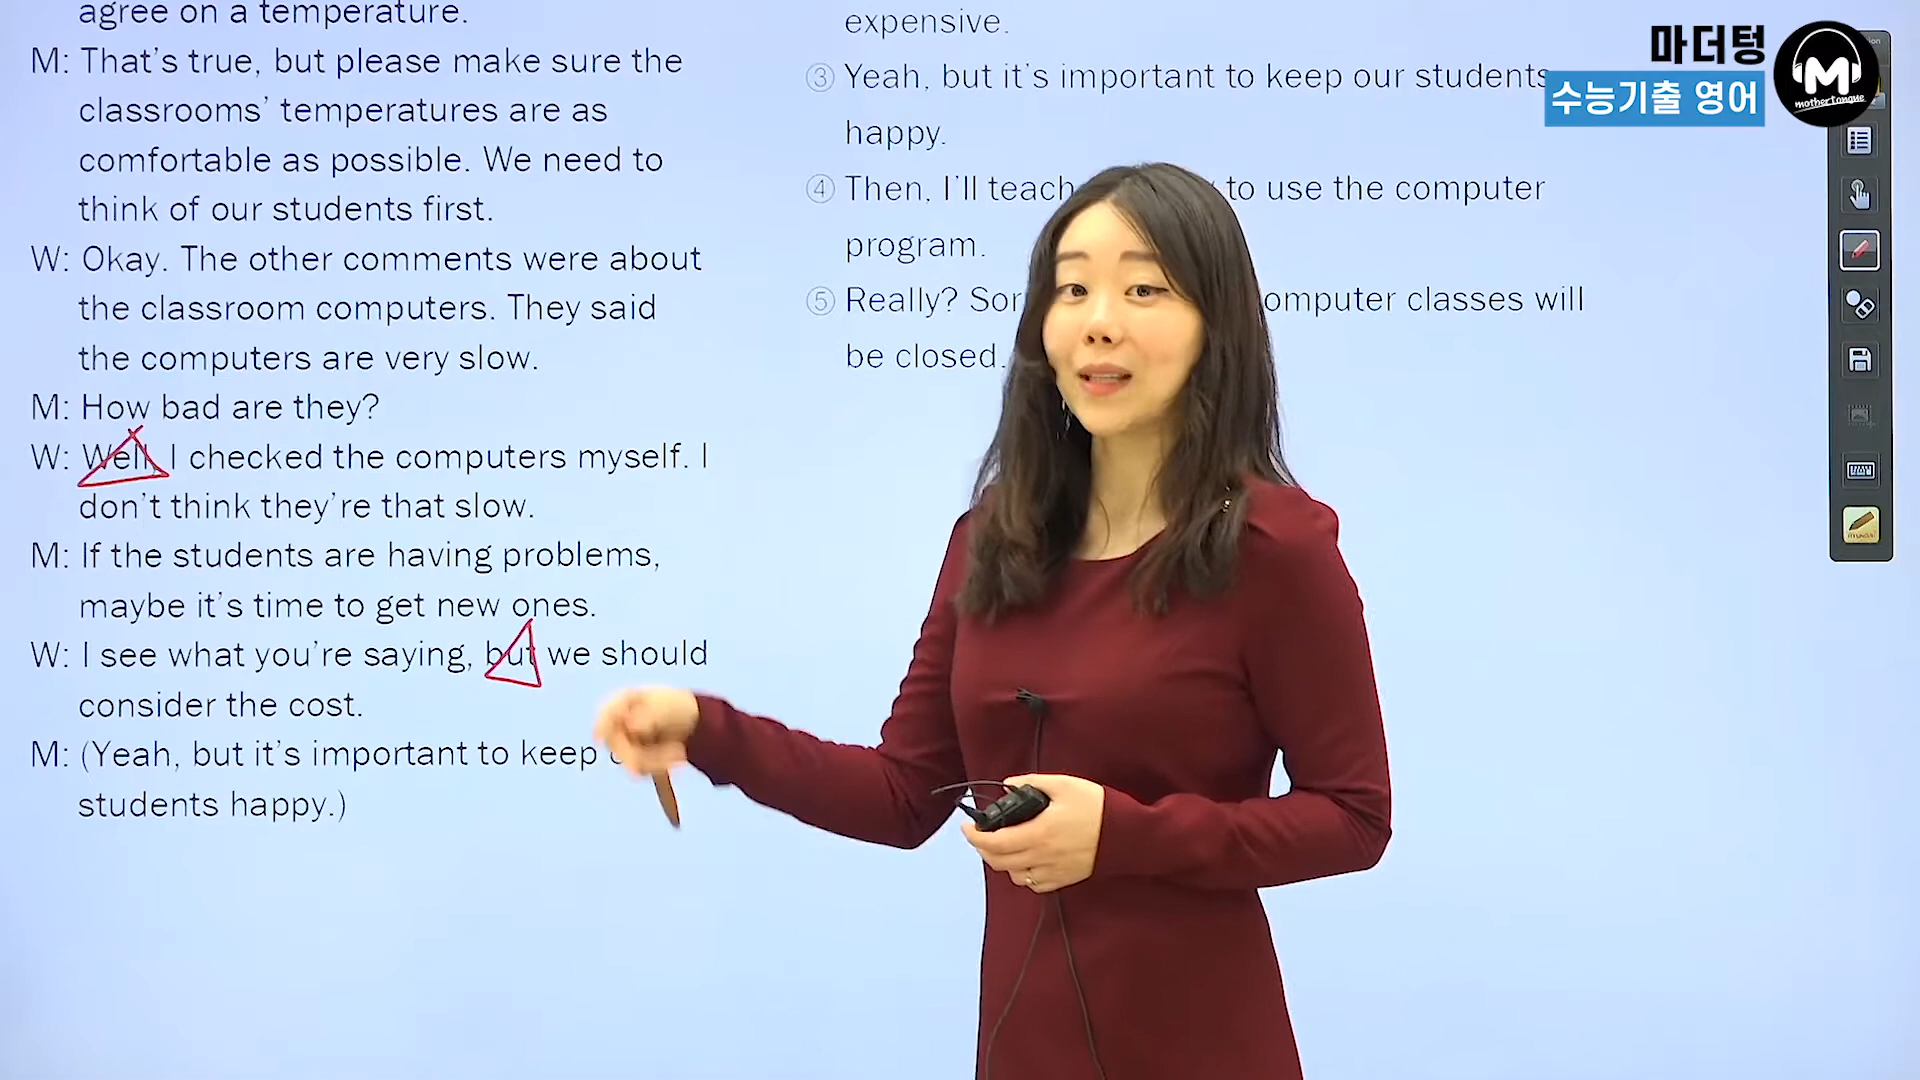 agree on a temperature.
M: That's true, but please make sure the
classrooms' temperatures are as
comfortable as possible. We need to
think of our students first.
W: Okay. The other comments were about
the classroom computers. They said
the computers are very slow.
M: How bad are they?
W: Well, I checked the computers myself. I
don't think they're that slow.
M: If the students are having problems,
maybe it's time to get new ones.
W: I see what you're saying, but we should
consider the cost.
M: (Yeah, but it's important to keep
students happy.)
expensive.
③ Yeah, but it's important to keep our students
happy.
④ Then, I'll teach to use the computer
program.
⑤ Really? computer classes will
be closed.
마더텅
수능기출 영어
M
mothertongue